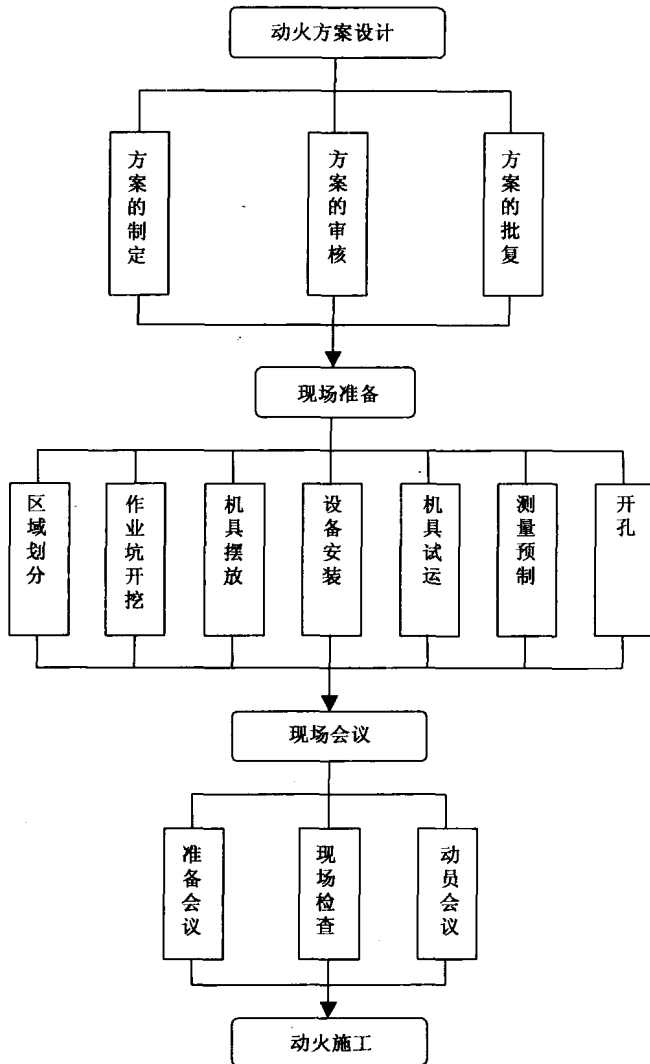 动火方案设计
方案的制定
方案的审核
方案的批复
现场准备
区域划分
作业坑开挖
机具摆放
设备安装
机具试运
测量预制
开孔
现场会议
准备会议
现场检查
动员会议
动火施工